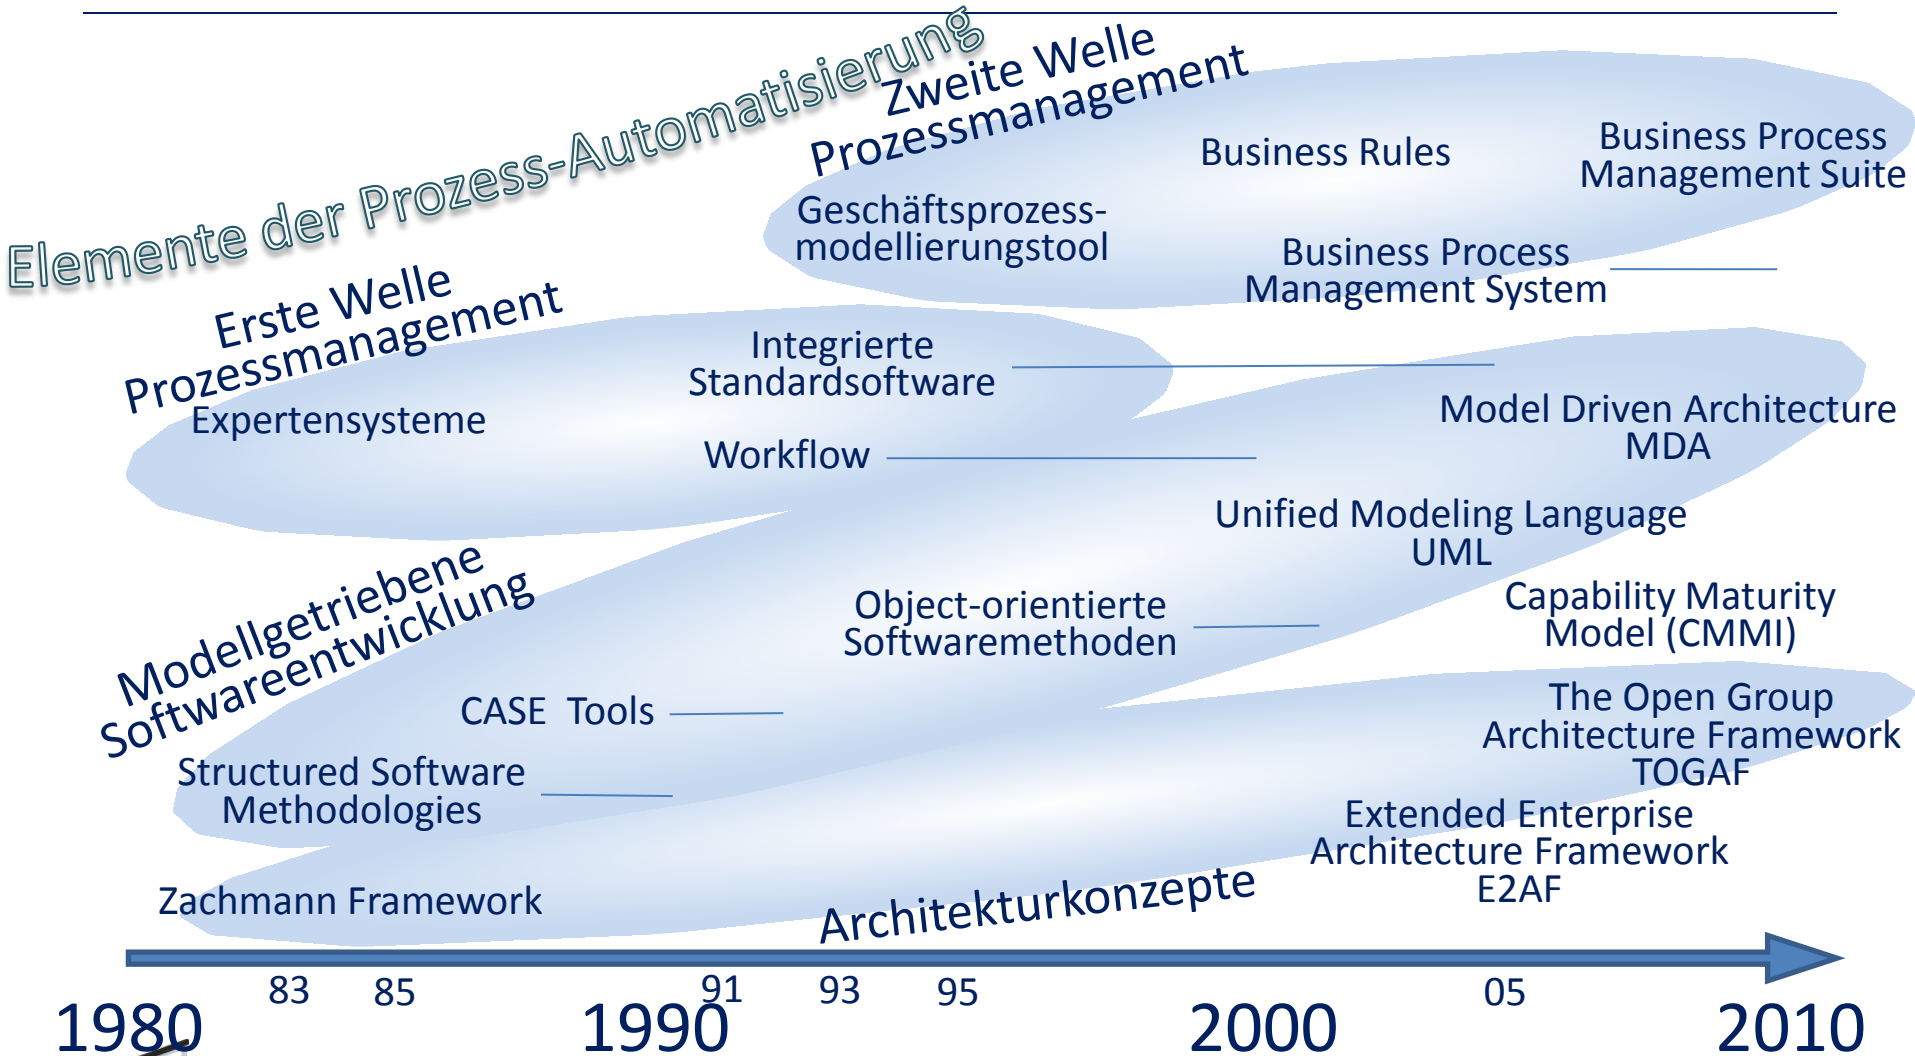 Elemente der Prozess-Automatisierung
Zweite Welle
Prozessmanagement
Business Rules
Business Process
Management Suite
Geschäftsprozess-
modellierungstool
Business Process
Management System
Erste Welle
Prozessmanagement
Integrierte
Standardsoftware
Expertensysteme
Workflow
Model Driven Architecture
MDA
Unified Modeling Language
UML
Modellgetriebene
Softwareentwicklung
Object-orientierte
Softwaremethoden
Capability Maturity
Model (CMMI)
CASE Tools
The Open Group
Architecture Framework
TOGAF
Structured Software
Methodologies
Extended Enterprise
Architecture Framework
E2AF
Zachmann Framework
Architekturkonzepte
83 85 91 93 95 05
1980 1990 2000 2010